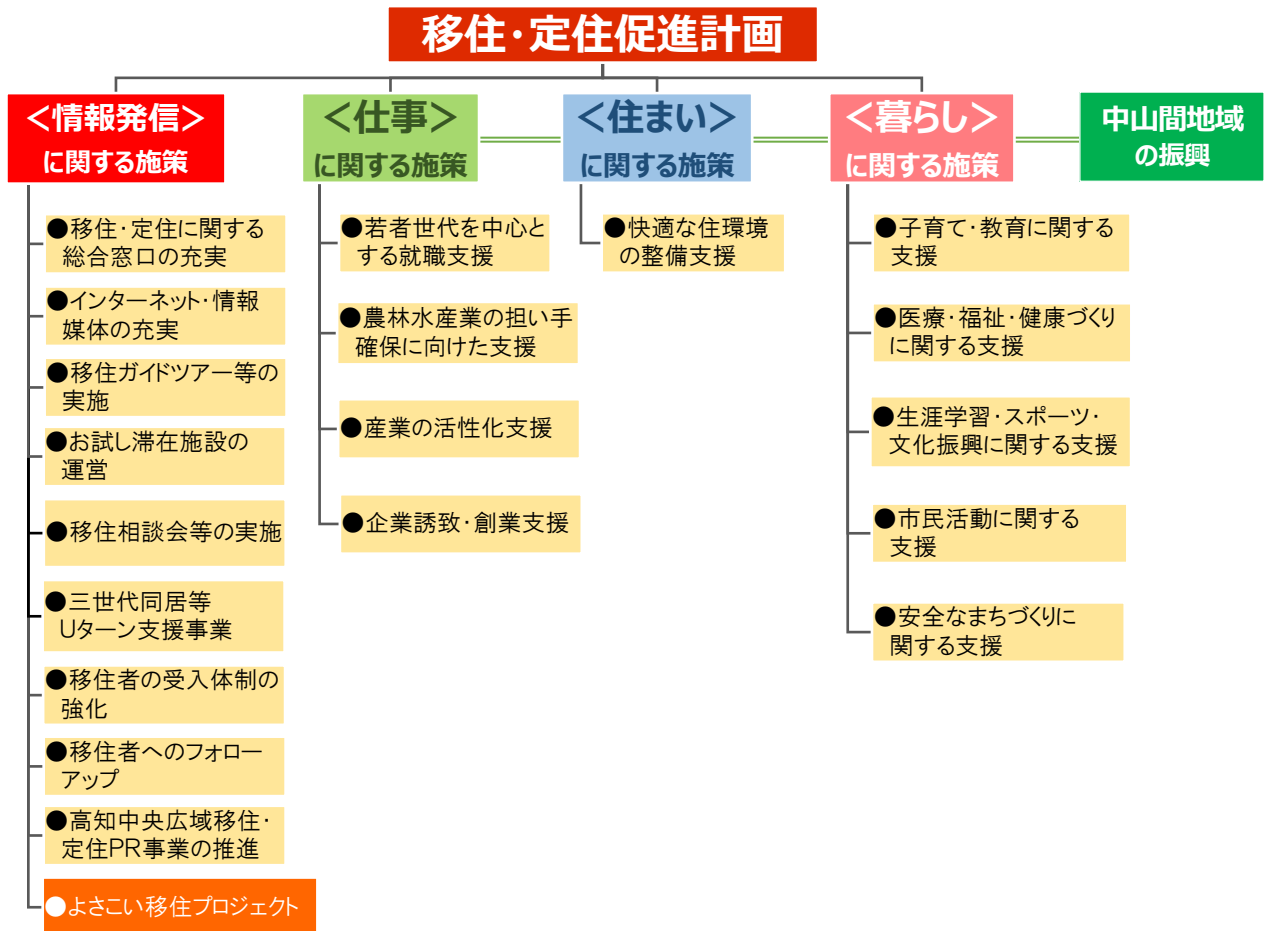 移住・定住促進計画
＜情報発信＞
に関する施策
＜仕事＞
に関する施策
＜住まい＞
に関する施策
＜暮らし＞
に関する施策
中山間地域
の振興
●移住・定住に関する
総合窓口の充実
●インターネット・情報
媒体の充実
●移住ガイドツアー等の
実施
●お試し滞在施設の
運営
●移住相談会等の実施
●三世代同居等
Uターン支援事業
●移住者の受入体制の
強化
●移住者へのフォロー
アップ
●高知中央広域移住・
定住PR事業の推進
●よさこい移住プロジェクト
●若者世代を中心と
する就職支援
●農林水産業の担い手
確保に向けた支援
●産業の活性化支援
●企業誘致・創業支援
●快適な住環境
の整備支援
●子育て・教育に関する
支援
●医療・福祉・健康づくり
に関する支援
●生涯学習・スポーツ・
文化振興に関する支援
●市民活動に関する
支援
●安全なまちづくりに
関する支援